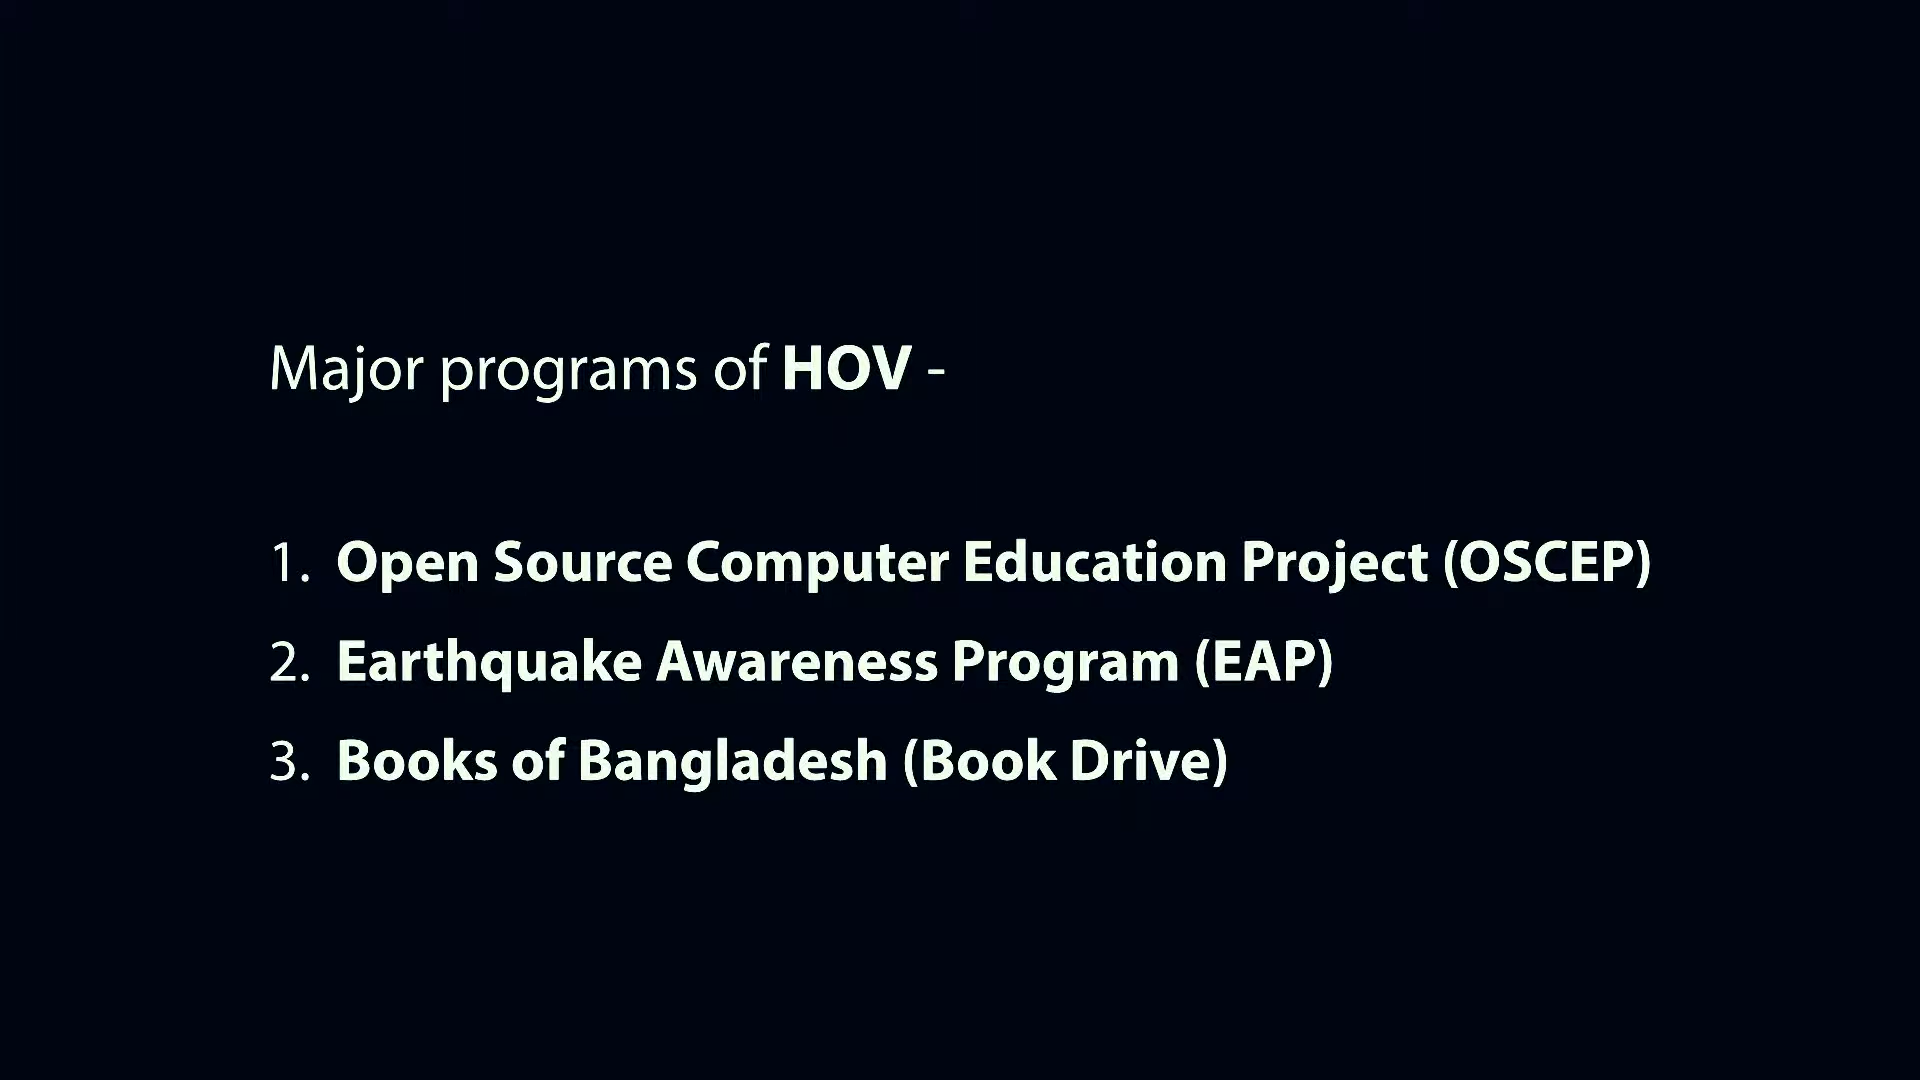 Major programs of HOV -
1. Open Source Computer Education Project (OSCEP)
2. Earthquake Awareness Program (EAP)
3. Books of Bangladesh (Book Drive)